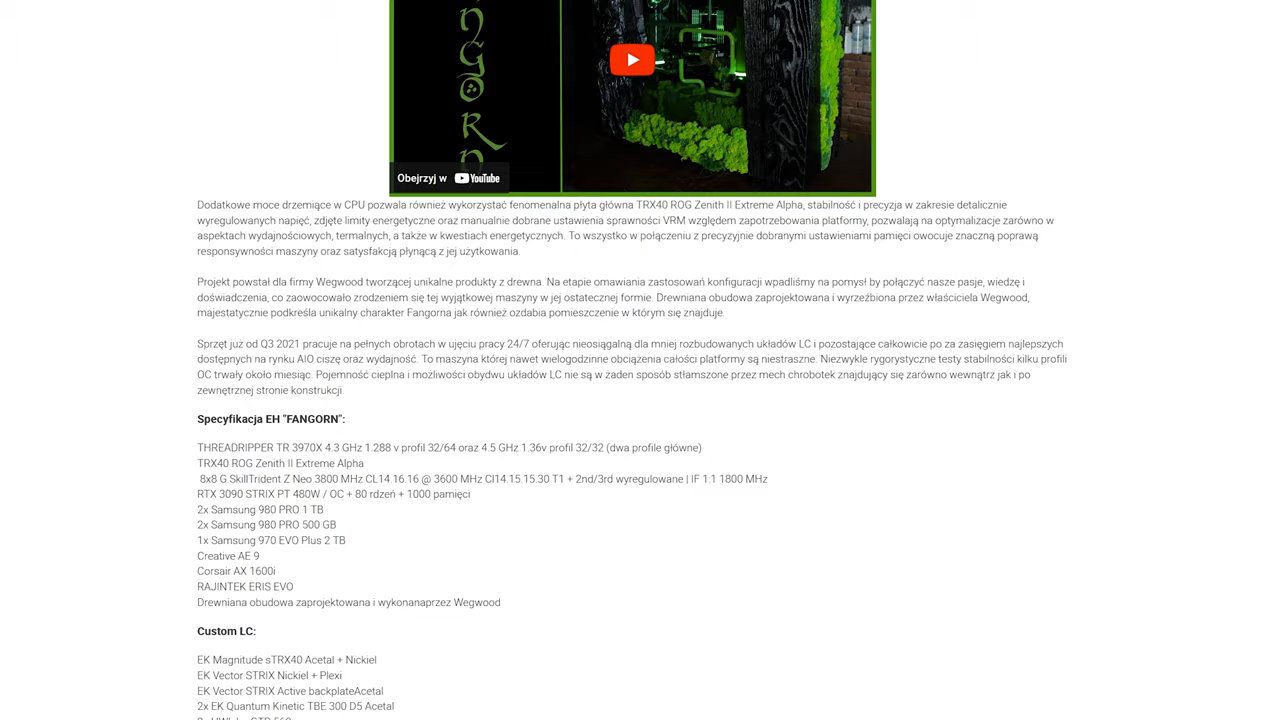 NGORN
Obejrzyj w YouTube
Dodatkowe moce drzemiące w CPU pozwala również wykorzystać fenomenalna płyta główna TRX40 ROG Zenith II Extreme Alpha, stabilność i precyzja w zakresie detalicznie
wyregulowanych napięć, zdjęte limity energetyczne oraz manualnie dobrane ustawienia sprawności VRM względem zapotrzebowania platformy, pozwalają na optymalizacje zarówno w
aspektach wydajnościowych, termalnych, a także w kwestiach energetycznych. To wszystko w połączeniu z precyzyjnie dobranymi ustawieniami pamięci owocuje znaczną poprawą
responsywności maszyny oraz satysfakcją płynącą z jej użytkowania.
Projekt powstał dla firmy Wegwood tworzącej unikalne produkty z drewna. Na etapie omawiania zastosowań konfiguracji wpadliśmy na pomysł by połączyć nasze pasje, wiedzę i
doświadczenia, co zaowocowało zrodzeniem się tej wyjątkowej maszyny w jej ostatecznej formie. Drewniana obudowa zaprojektowana i wyrzeźbiona przez właściciela Wegwood,
majestatycznie podkreśla unikalny charakter Fangorna jak również ozdabia pomieszczenie w którym się znajduje.
Sprzęt już od Q3 2021 pracuje na pełnych obrotach w ujęciu pracy 24/7 oferując nieosiągalną dla mniej rozbudowanych układów LC i pozostające całkowicie po za zasięgiem najlepszych
dostępnych na rynku AIO ciszę oraz wydajność. To maszyna której nawet wielogodzinne obciążenia całości platformy są niestraszne. Niezwykle rygorystyczne testy stabilności kilku profili
OC trwały około miesiąc. Pojemność cieplna i możliwości obydwu układów LC nie są w żaden sposób stłamszone przez mech chrobotek znajdujący się zarówno wewnątrz jak i po
zewnętrznej stronie konstrukcji.
Specyfikacja EH "FANGORN":
THREADRIPPER TR 3970X 4.3 GHz 1.288 v profil 32/64 oraz 4.5 GHz 1.36v profil 32/32 (dwa profile główne)
TRX40 ROG Zenith II Extreme Alpha
8x8 G.SkillTrident Z Neo 3800 MHz CL14.16.16 @ 3600 MHz Cl14.15.15.30 T1 + 2nd/3rd wyregulowane | IF 1:1 1800 MHz
RTX 3090 STRIX PT 480W / OC + 80 rdzeń + 1000 pamięci
2x Samsung 980 PRO 1 TB
2x Samsung 980 PRO 500 GB
1x Samsung 970 EVO Plus 2 TB
Creative AE 9
Corsair AX 1600i
RAJINTEK ERIS EVO
Drewniana obudowa zaprojektowana i wykonanaprzez Wegwood
Custom LC:
EK Magnitude sTRX40 Acetal + Nickiel
EK Vector STRIX Nickiel + Plexi
EK Vector STRIX Active backplateAcetal
2x EK Quantum Kinetic TBE 300 D5 Acetal